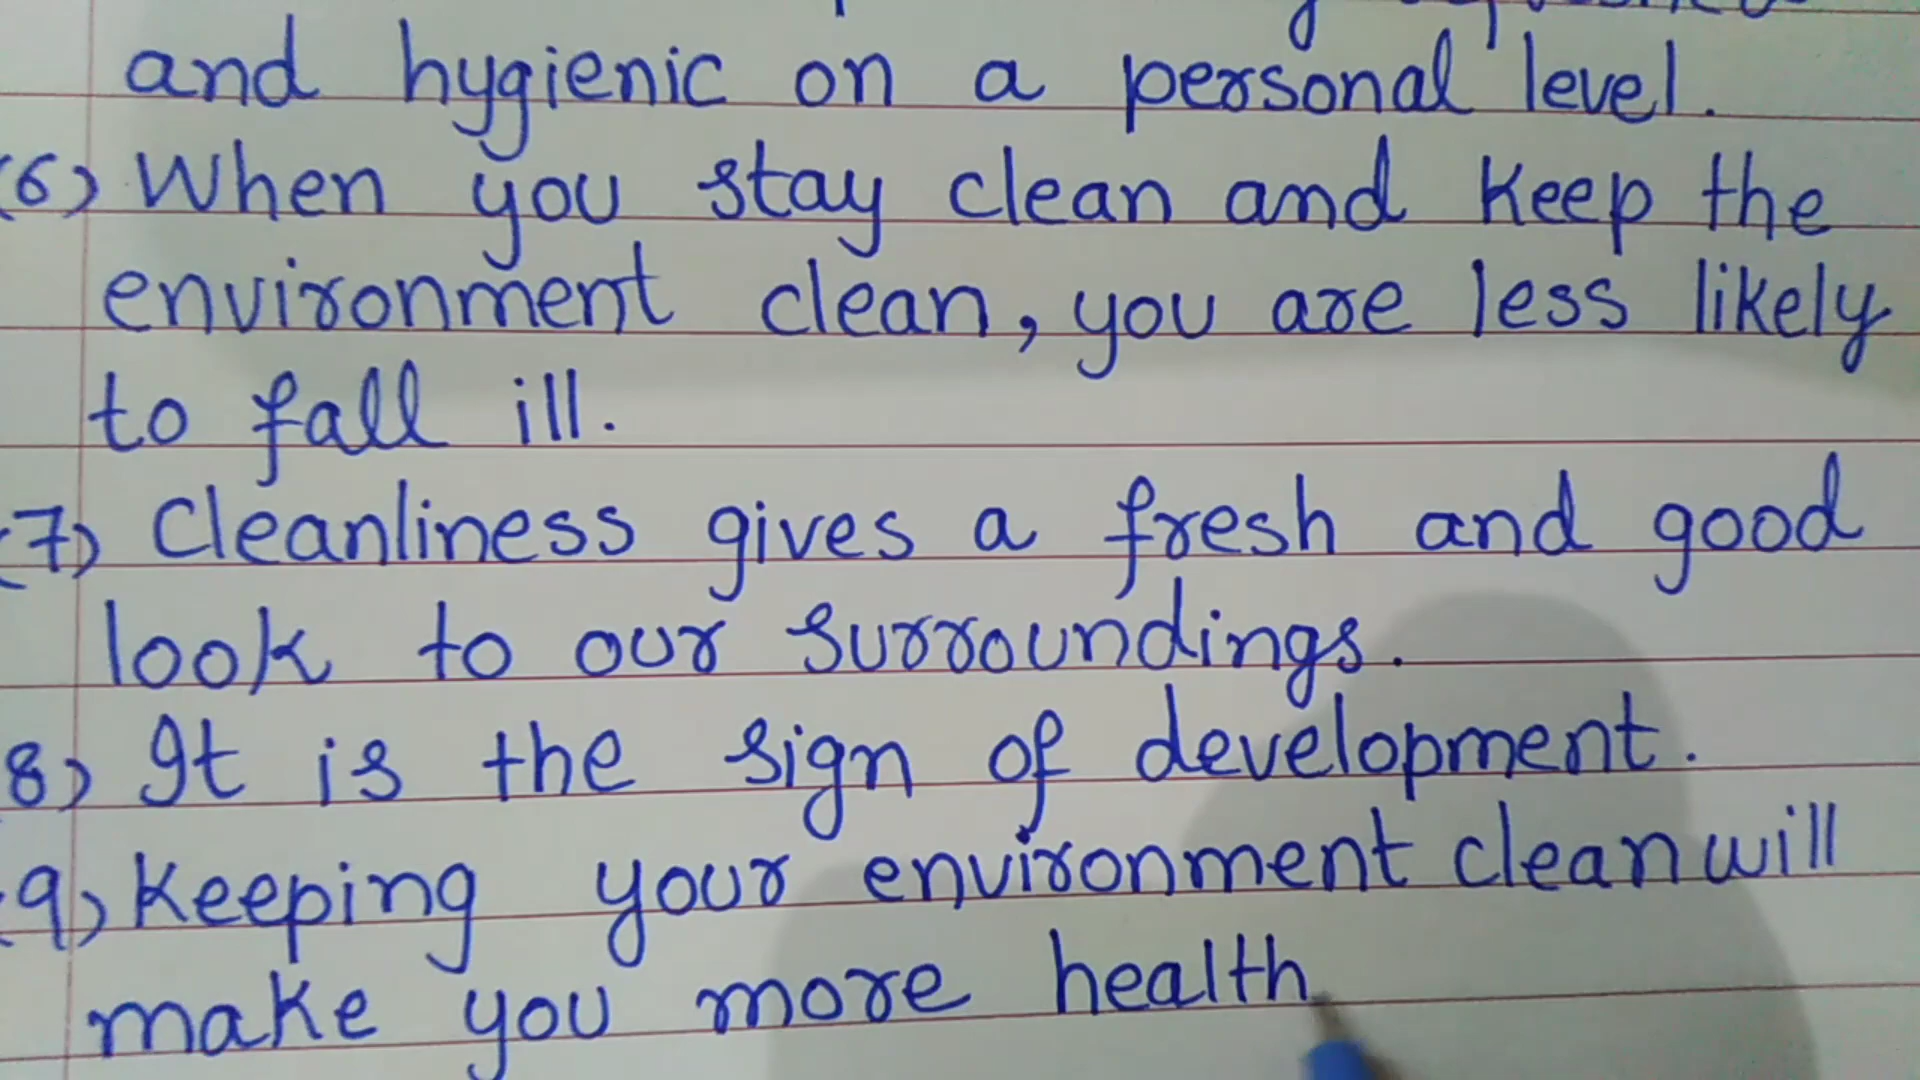 and hygienic on a personal level.
(6) When you stay clean and keep the
environment clean, you are less likely
to fall ill.
(7) Cleanliness gives a fresh and good
look to our surroundings.
8) It is the sign of development.
(9) Keeping your environment clean will
make you more health